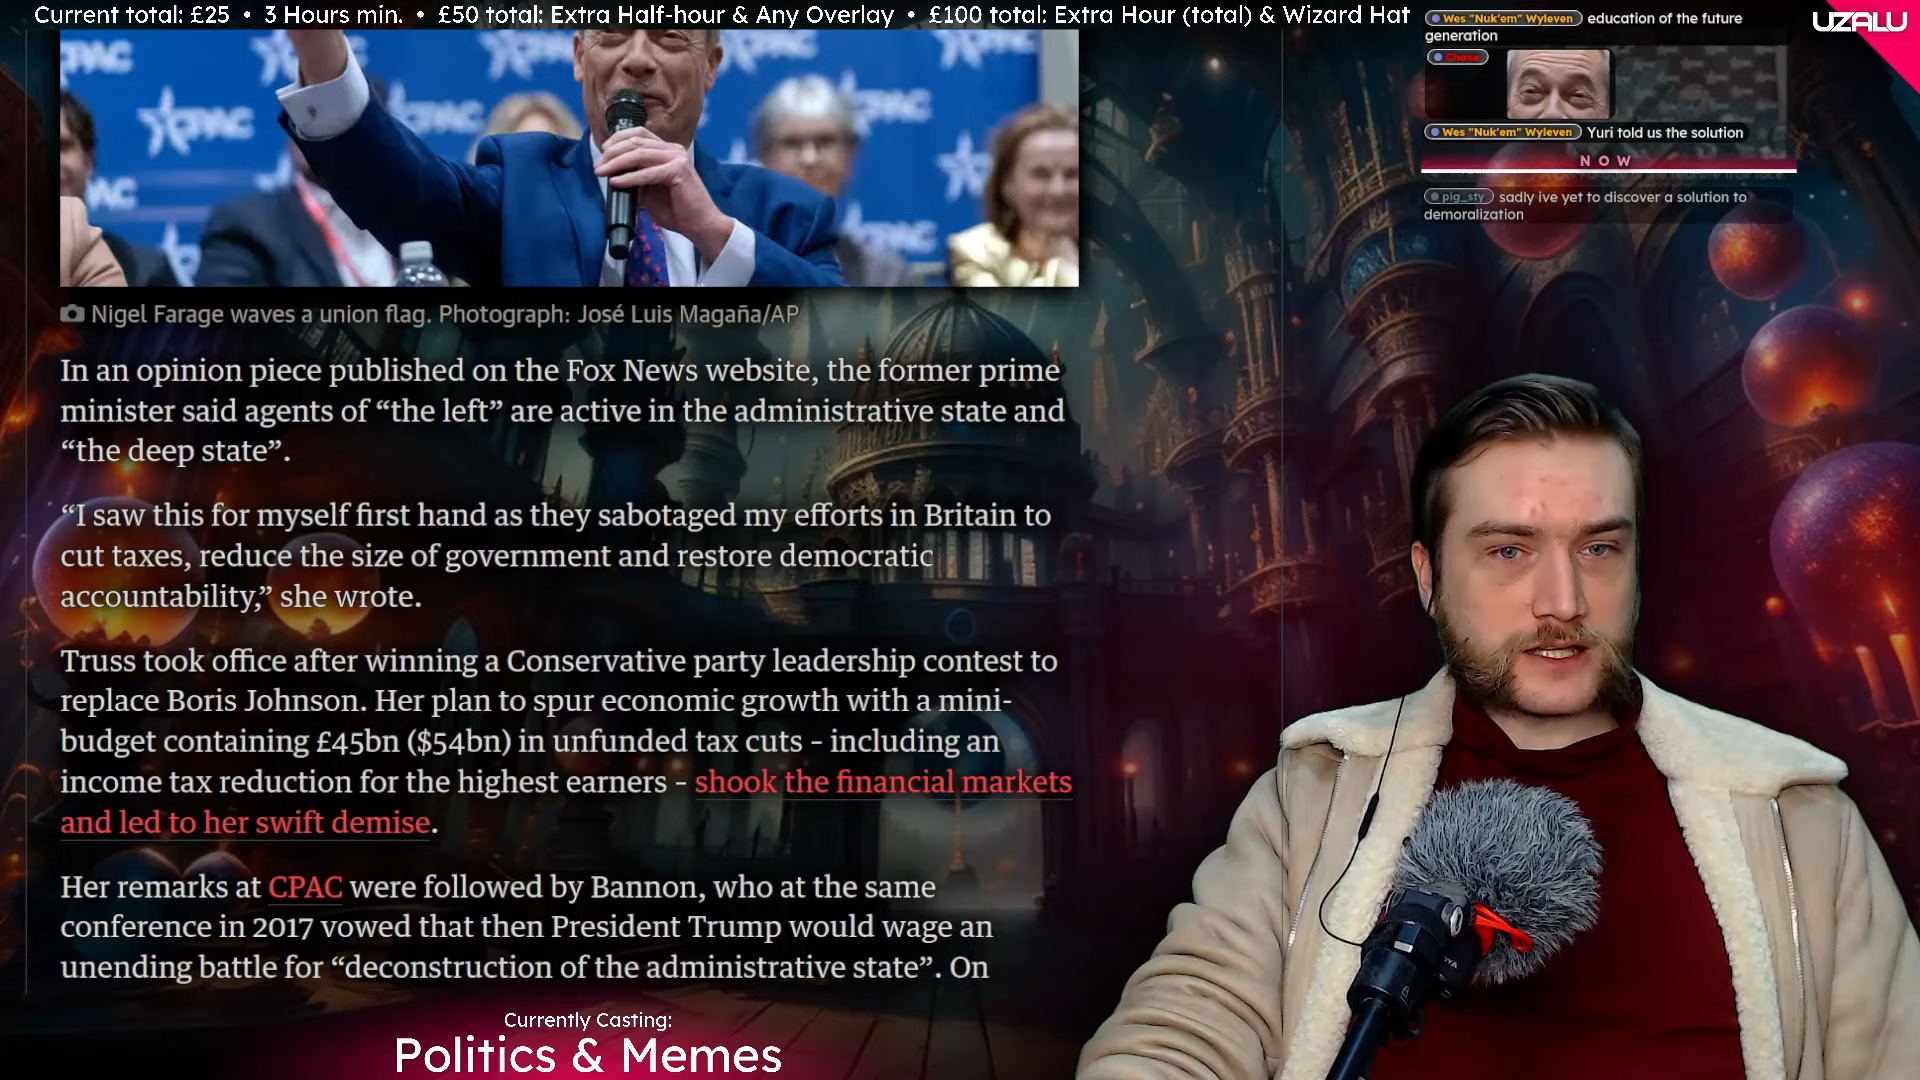 Current total: £25 • 3 Hours min. • £50 total: Extra Half-hour & Any Overlay • £100 total: Extra Hour (total) & Wizard Hat
UZALU
Wes "Nuk'em" Wyleven education of the future
generation
Chase
Wes "Nuk'em" Wyleven Yuri told us the solution
NOW
pig_sty sadly ive yet to discover a solution to
demoralization
CPAC
CPAC
CPAC
CPAC
Nigel Farage waves a union flag. Photograph: José Luis Magaña/AP
In an opinion piece published on the Fox News website, the former prime
minister said agents of “the left” are active in the administrative state and
“the deep state”.
“I saw this for myself first hand as they sabotaged my efforts in Britain to
cut taxes, reduce the size of government and restore democratic
accountability,” she wrote.
Truss took office after winning a Conservative party leadership contest to
replace Boris Johnson. Her plan to spur economic growth with a mini-
budget containing £45bn ($54bn) in unfunded tax cuts – including an
income tax reduction for the highest earners – shook the financial markets
and led to her swift demise.
Her remarks at CPAC were followed by Bannon, who at the same
conference in 2017 vowed that then President Trump would wage an
unending battle for “deconstruction of the administrative state”. On
Currently Casting:
Politics & Memes